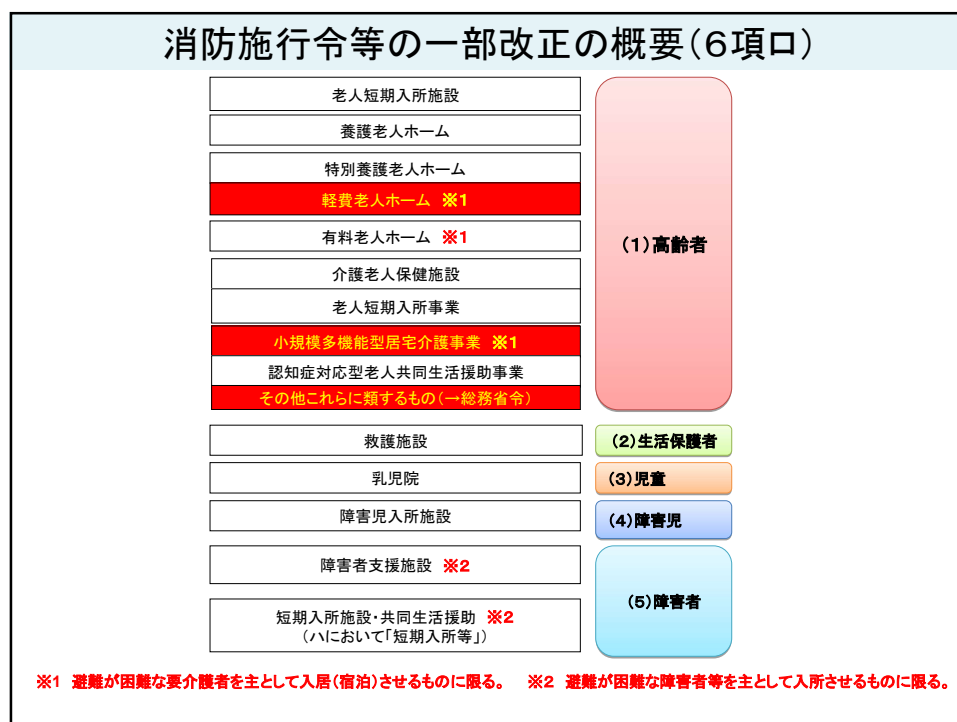 消防施行令等の一部改正の概要(6項ロ)
老人短期入所施設
養護老人ホーム
特別養護老人ホーム
軽費老人ホーム ※1
有料老人ホーム ※1
介護老人保健施設
老人短期入所事業
小規模多機能型居宅介護事業 ※1
認知症対応型老人共同生活援助事業
その他これらに類するもの(→総務省令)
(1)高齢者
救護施設
(2)生活保護者
乳児院
(3)児童
障害児入所施設
(4)障害児
障害者支援施設 ※2
短期入所施設・共同生活援助 ※2
(ハにおいて「短期入所等」)
(5)障害者
※1 避難が困難な要介護者を主として入居(宿泊)させるものに限る。 ※2 避難が困難な障害者等を主として入所させるものに限る。